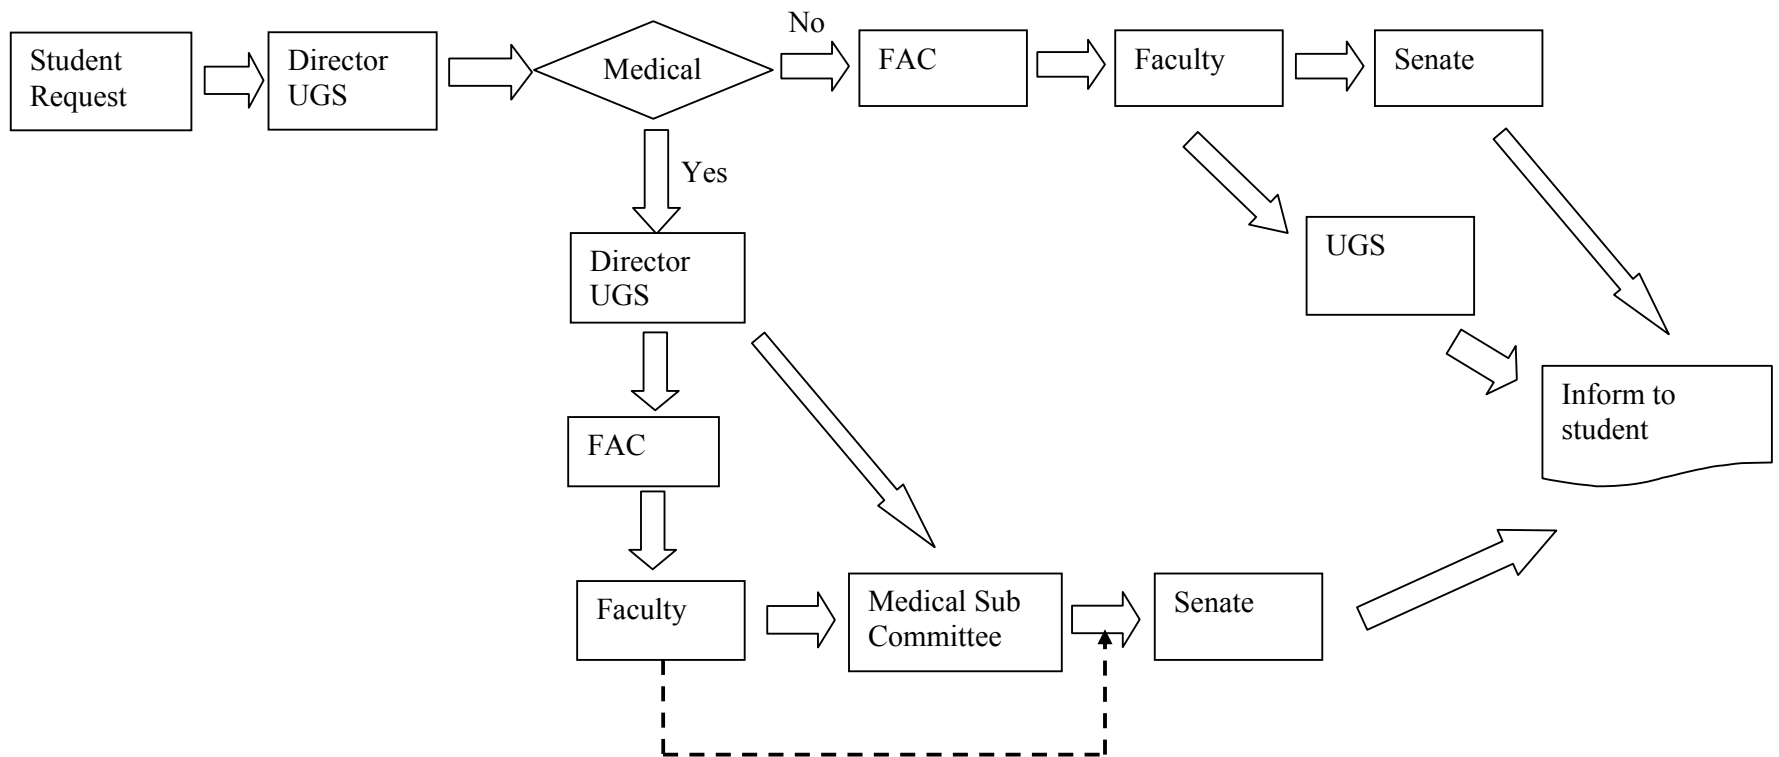 No
Student
Request
Director
UGS
Medical
FAC
Faculty
Senate
Yes
UGS
Director
UGS
Inform to
student
FAC
Faculty
Medical Sub
Committee
Senate